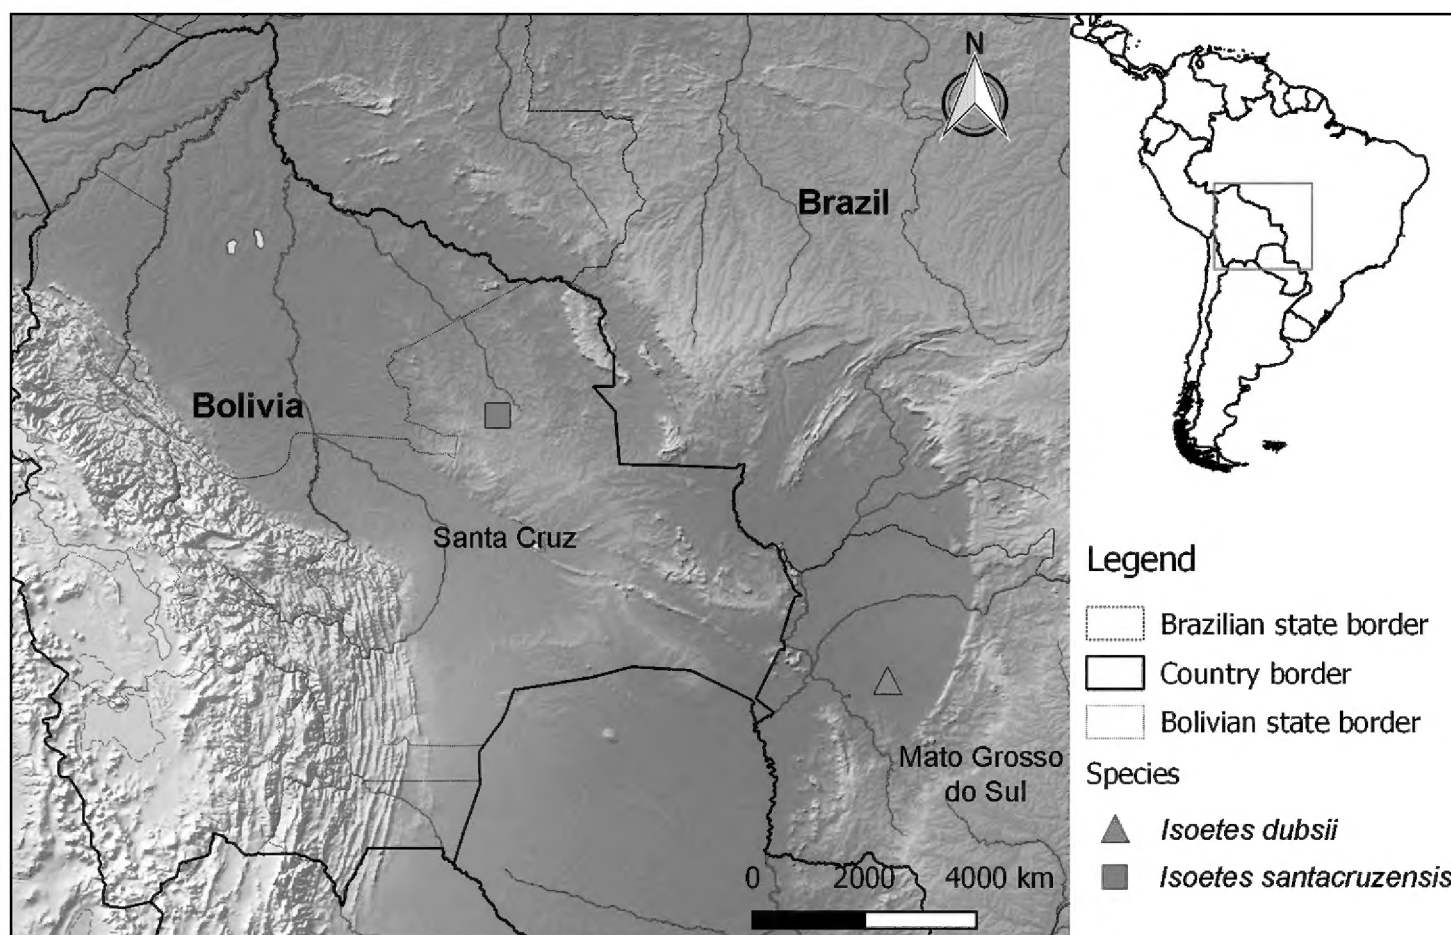 N
Brazil
Bolivia
Santa Cruz
Mato Grosso
do Sul
0 2000 4000 km
Legend
Brazilian state border
Country border
Bolivian state border
Species
Isoetes dubsii
Isoetes santacruzensis